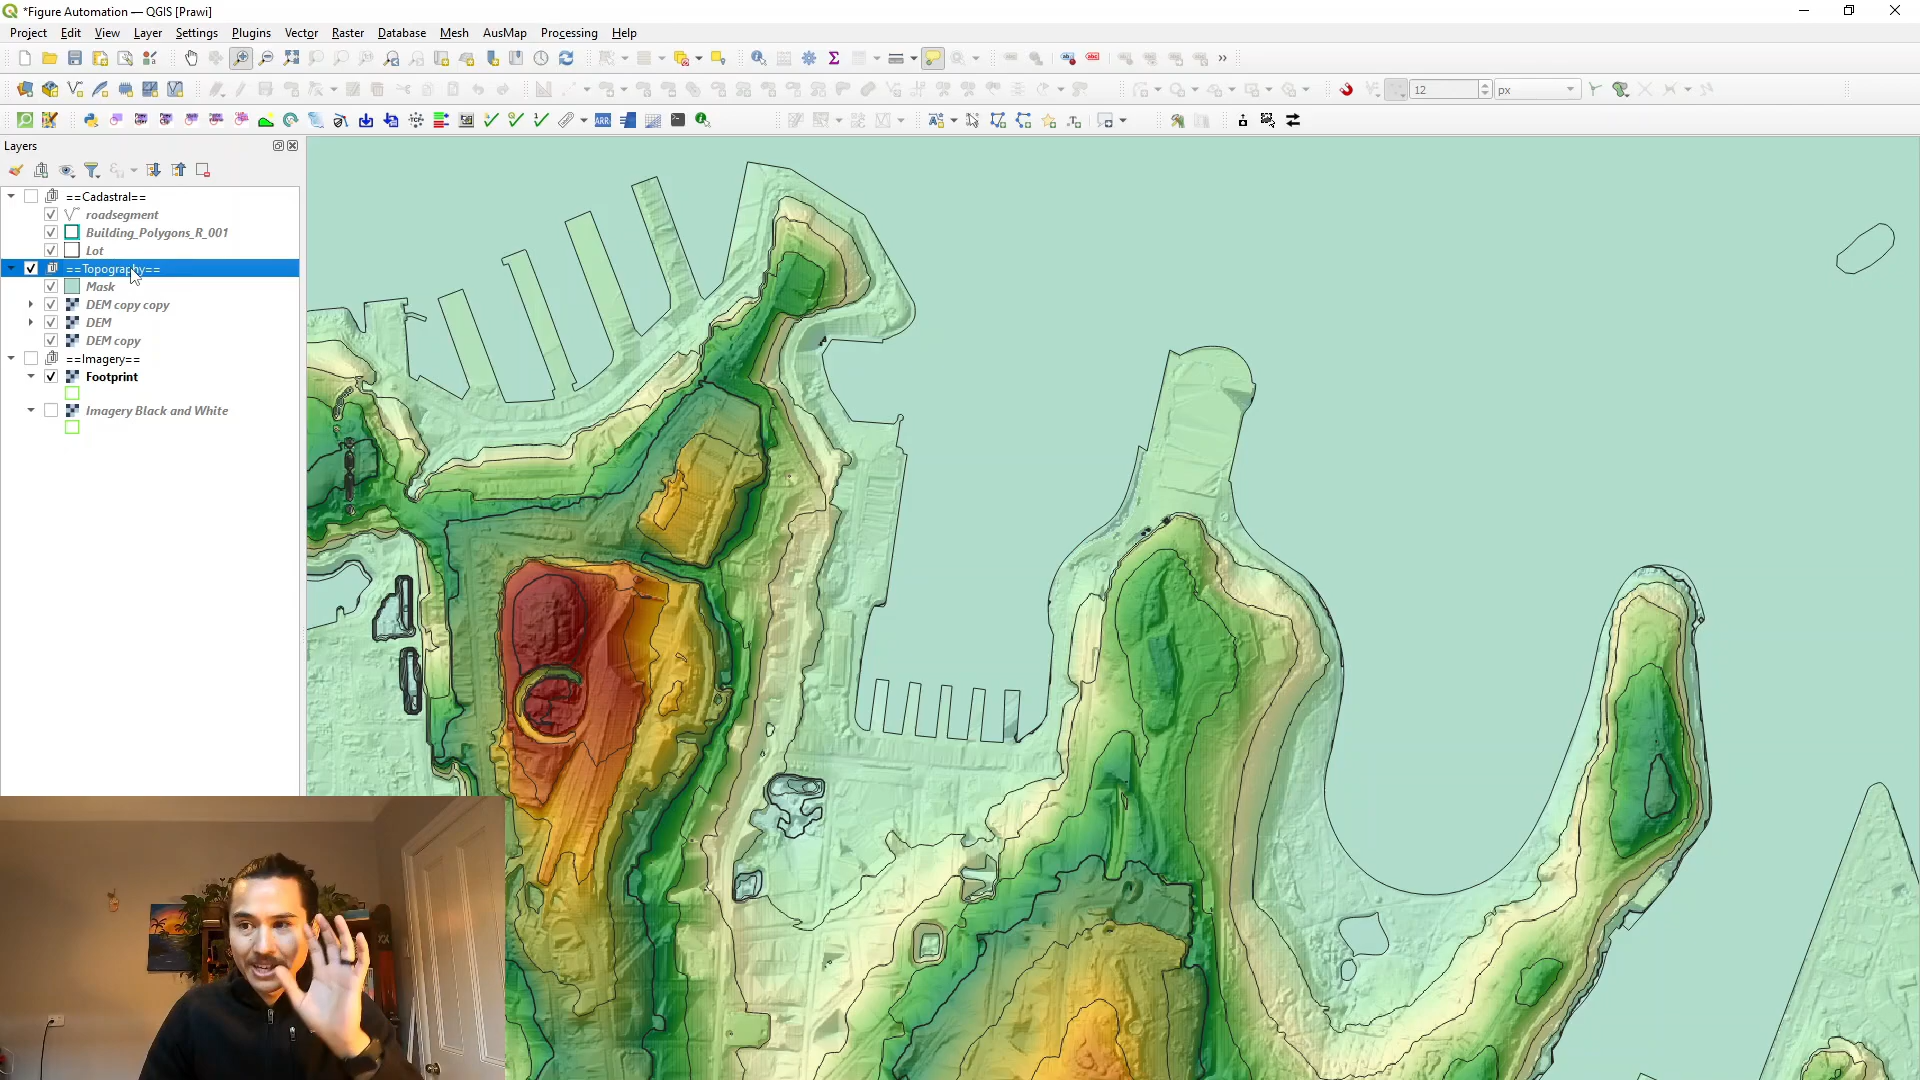 *Figure Automation — QGIS [Prawi]
Project Edit View Layer Settings Plugins Vector Raster Database Mesh AusMap Processing Help
12 px
Layers
==Cadastral==
roadsegment
Building_Polygons_R_001
Lot
==Topography==
Mask
DEM copy copy
DEM
DEM copy
==Imagery==
Footprint
Imagery Black and White